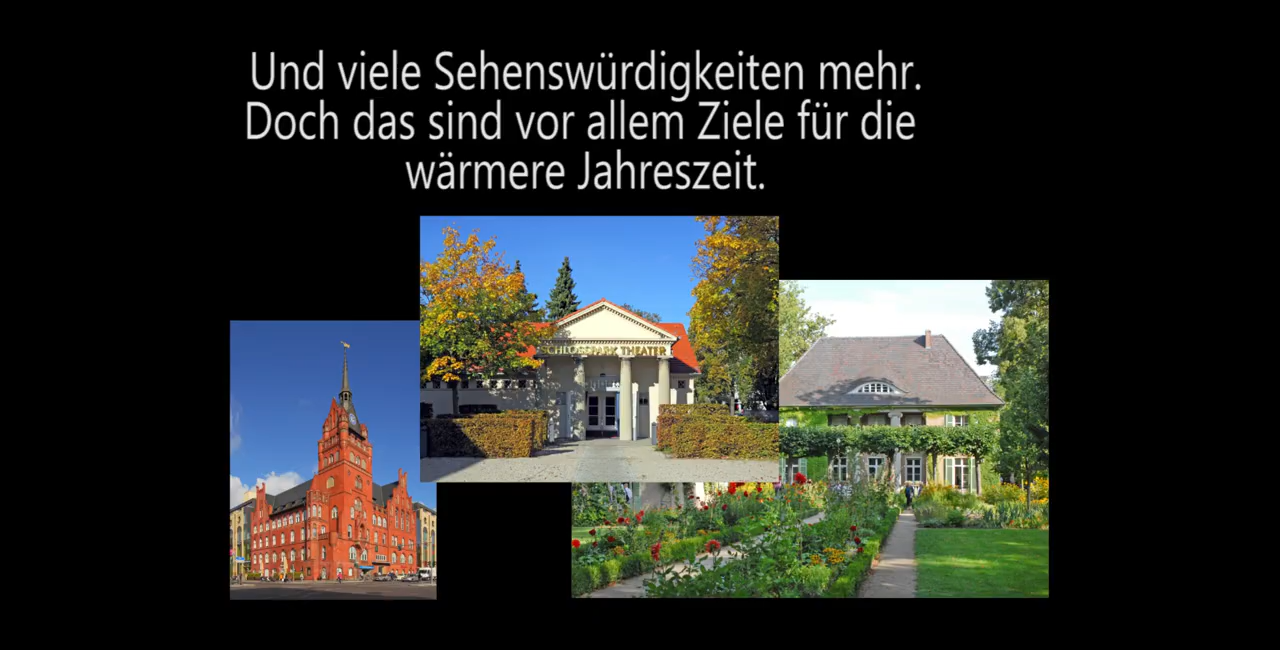 Und viele Sehenswürdigkeiten mehr.
Doch das sind vor allem Ziele für die
wärmere Jahreszeit.
SCHLOSSPARK THEATER